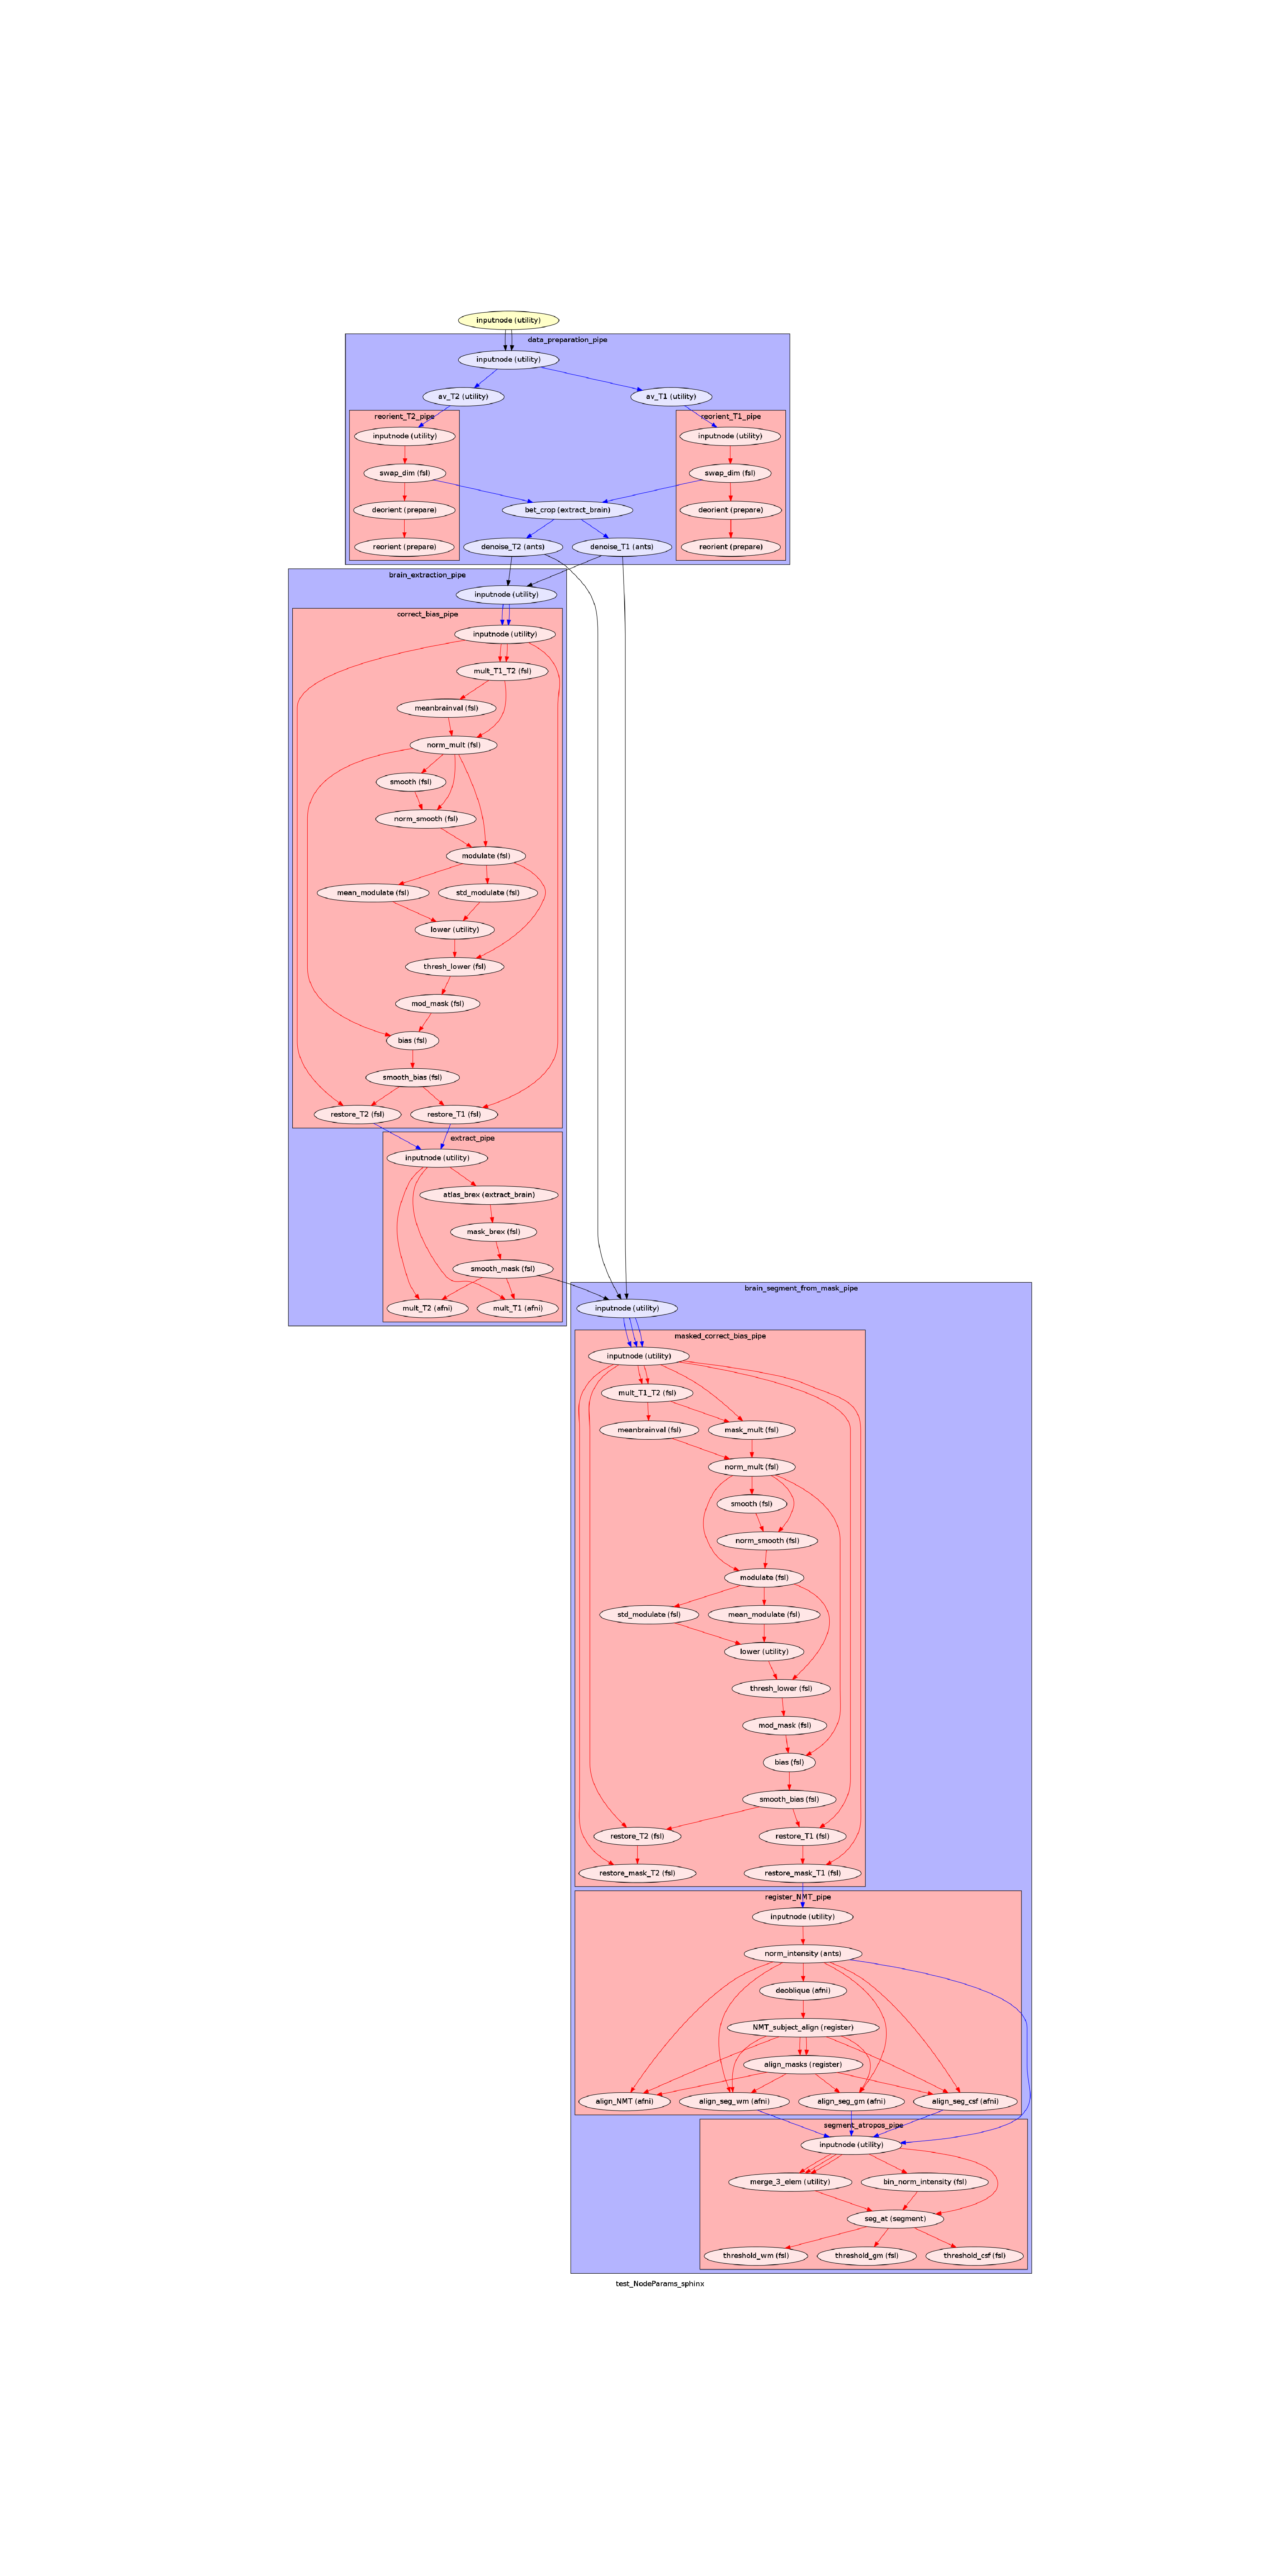 inputnode (utility)
data_preparation_pipe
inputnode (utility)
av_T2 (utility)
av_T1 (utility)
reorient_T2_pipe
reorient_T1_pipe
inputnode (utility)
inputnode (utility)
swap_dim (fsl)
swap_dim (fsl)
deorient (prepare)
bet_crop (extract_brain)
deorient (prepare)
reorient (prepare)
denoise_T2 (ants)
denoise_T1 (ants)
reorient (prepare)
brain_extraction_pipe
inputnode (utility)
correct_bias_pipe
inputnode (utility)
mult_T1_T2 (fsl)
meanbrainval (fsl)
norm_mult (fsl)
smooth (fsl)
norm_smooth (fsl)
modulate (fsl)
mean_modulate (fsl)
std_modulate (fsl)
lower (utility)
thresh_lower (fsl)
mod_mask (fsl)
bias (fsl)
smooth_bias (fsl)
restore_T2 (fsl)
restore_T1 (fsl)
extract_pipe
inputnode (utility)
atlas_brex (extract_brain)
mask_brex (fsl)
smooth_mask (fsl)
mult_T2 (afni)
mult_T1 (afni)
brain_segment_from_mask_pipe
inputnode (utility)
masked_correct_bias_pipe
inputnode (utility)
mult_T1_T2 (fsl)
meanbrainval (fsl)
mask_mult (fsl)
norm_mult (fsl)
smooth (fsl)
norm_smooth (fsl)
modulate (fsl)
std_modulate (fsl)
mean_modulate (fsl)
lower (utility)
thresh_lower (fsl)
mod_mask (fsl)
bias (fsl)
smooth_bias (fsl)
restore_T2 (fsl)
restore_T1 (fsl)
restore_mask_T2 (fsl)
restore_mask_T1 (fsl)
register_NMT_pipe
inputnode (utility)
norm_intensity (ants)
deoblique (afni)
NMT_subject_align (register)
align_masks (register)
align_NMT (afni)
align_seg_wm (afni)
align_seg_gm (afni)
align_seg_csf (afni)
segment_atropos_pipe
inputnode (utility)
merge_3_elem (utility)
bin_norm_intensity (fsl)
seg_at (segment)
threshold_wm (fsl)
threshold_gm (fsl)
threshold_csf (fsl)
test_NodeParams_sphinx